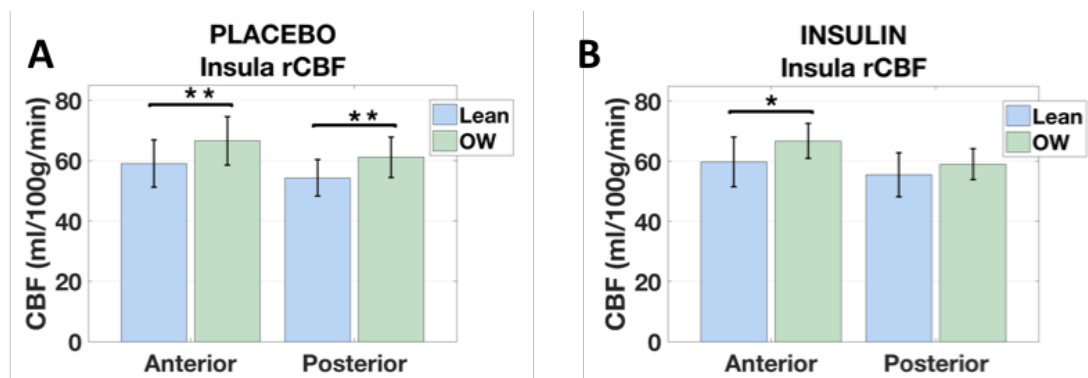 A
PLACEBO
Insula rCBF
**
**
Lean
OW
CBF (ml/100g/min)
80
60
40
20
0
Anterior
Posterior
B
INSULIN
Insula rCBF
*
Lean
OW
CBF (ml/100g/min)
80
60
40
20
0
Anterior
Posterior